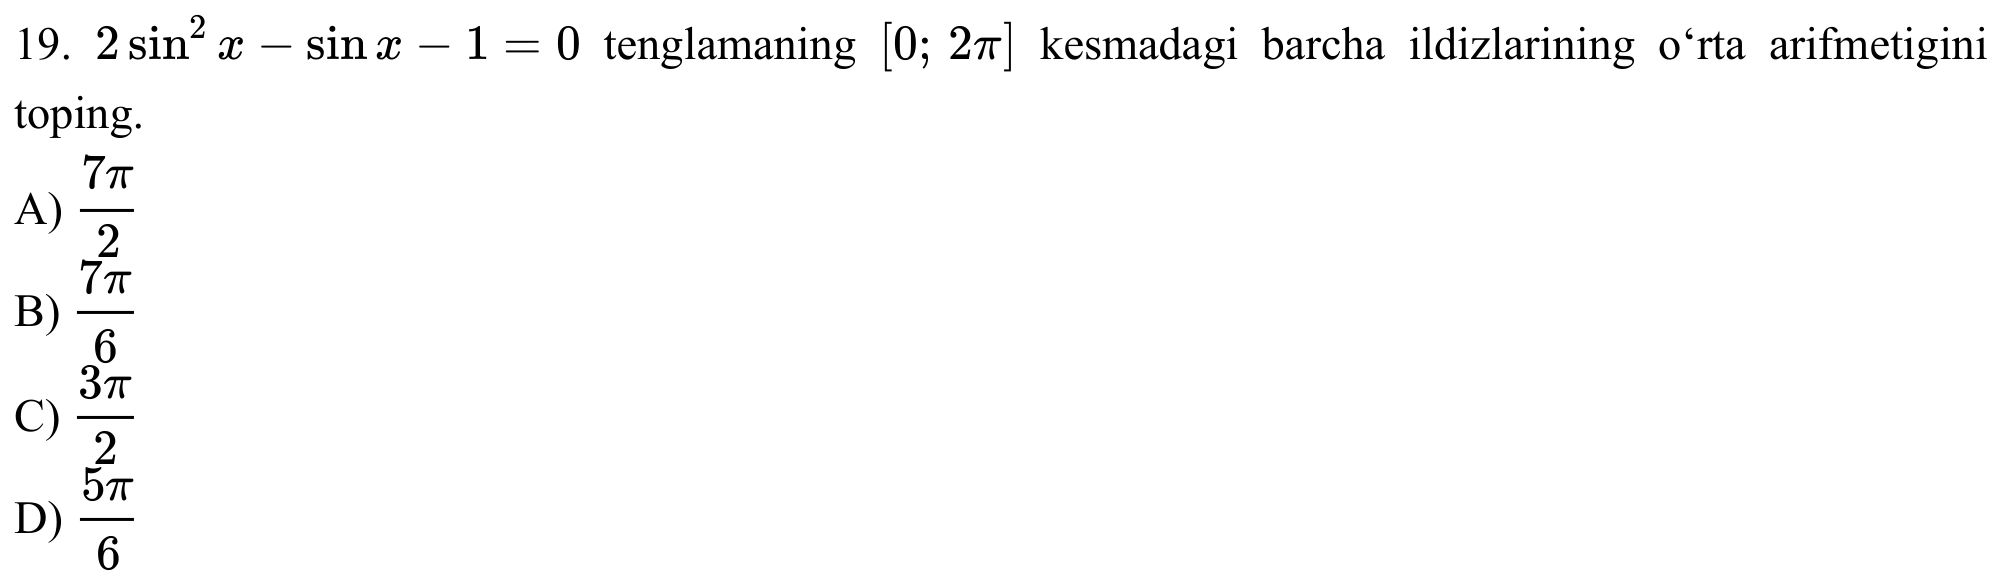 19. 2 sin² x − sin x − 1 = 0 tenglamaning [0; 2π] kesmadagi barcha ildizlarining o‘rta arifmetigini
toping.
A) 7π/2
B) 7π/6
C) 3π/2
D) 5π/6